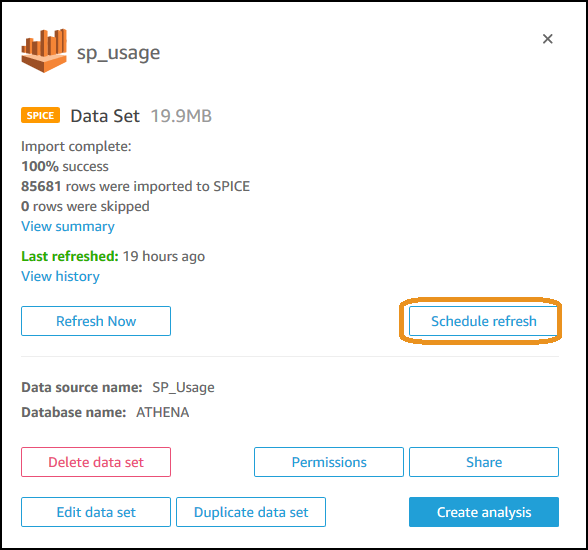 sp_usage
SPICE Data Set 19.9MB
Import complete:
100% success
85681 rows were imported to SPICE
0 rows were skipped
View summary
Last refreshed: 19 hours ago
View history
Refresh Now Schedule refresh
Data source name: SP_Usage
Database name: ATHENA
Delete data set Permissions Share
Edit data set Duplicate data set Create analysis